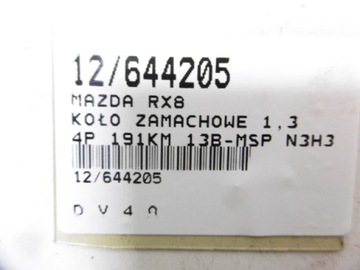 12/644205
MAZDA RX8
KOŁO ZAMACHOWE 1,3
4P 191KM 13B-MSP N3H3
12/644205